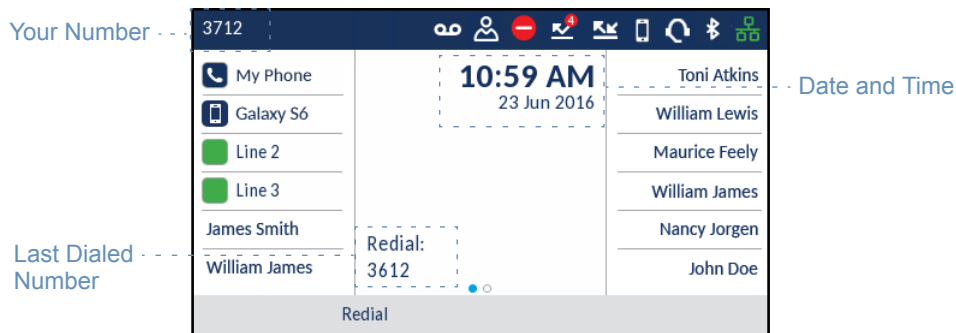 Your Number
3712
4
My Phone
Galaxy S6
Line 2
Line 3
James Smith
William James
10:59 AM
23 Jun 2016
Date and Time
Toni Atkins
William Lewis
Maurice Feely
William James
Nancy Jorgen
John Doe
Last Dialed
Number
Redial:
3612
Redial